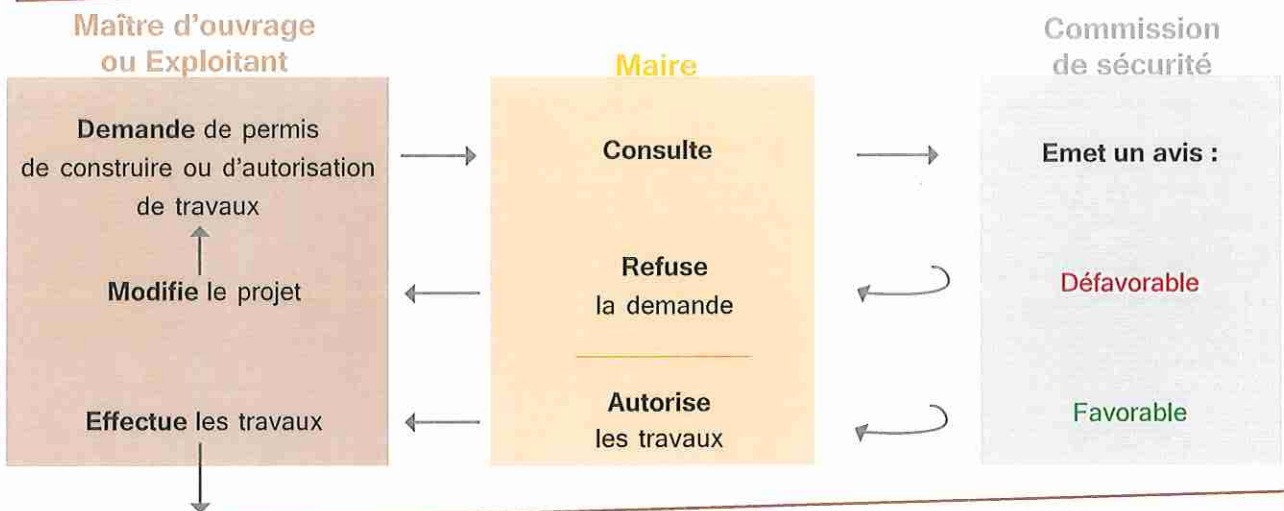 Maître d'ouvrage
ou Exploitant
Demande de permis
de construire ou d'autorisation
de travaux
Modifie le projet
Effectue les travaux
Maire
Consulte
Refuse
la demande
Autorise
les travaux
Commission
de sécurité
Emet un avis :
Défavorable
Favorable